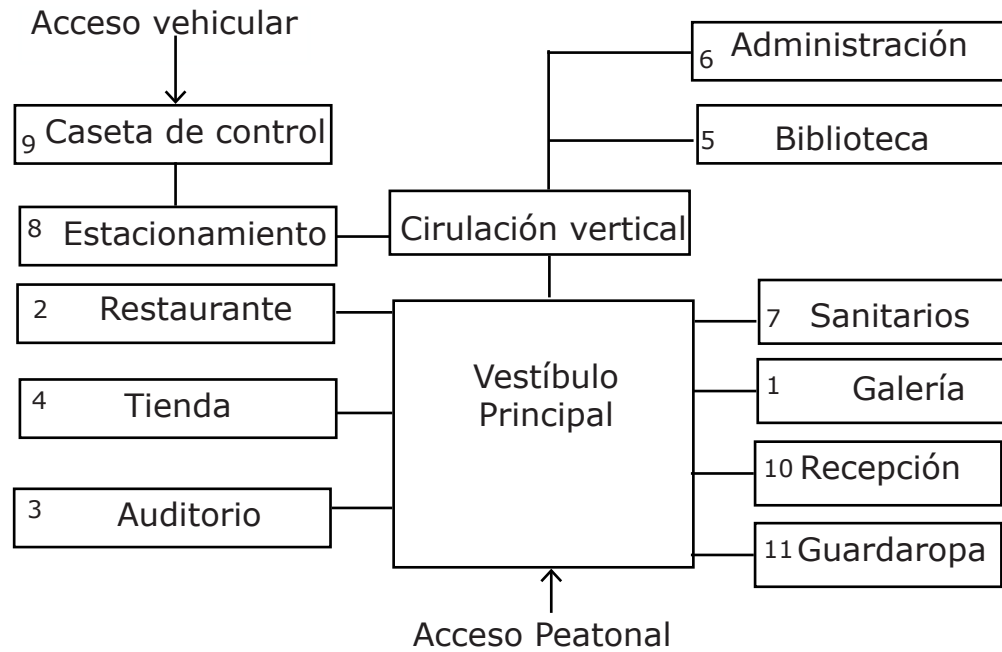 Acceso vehicular
9 Caseta de control
8 Estacionamiento
2 Restaurante
4 Tienda
3 Auditorio
6 Administración
5 Biblioteca
Cirulación vertical
Vestíbulo
Principal
Acceso Peatonal
7 Sanitarios
1 Galería
10 Recepción
11 Guardaropa